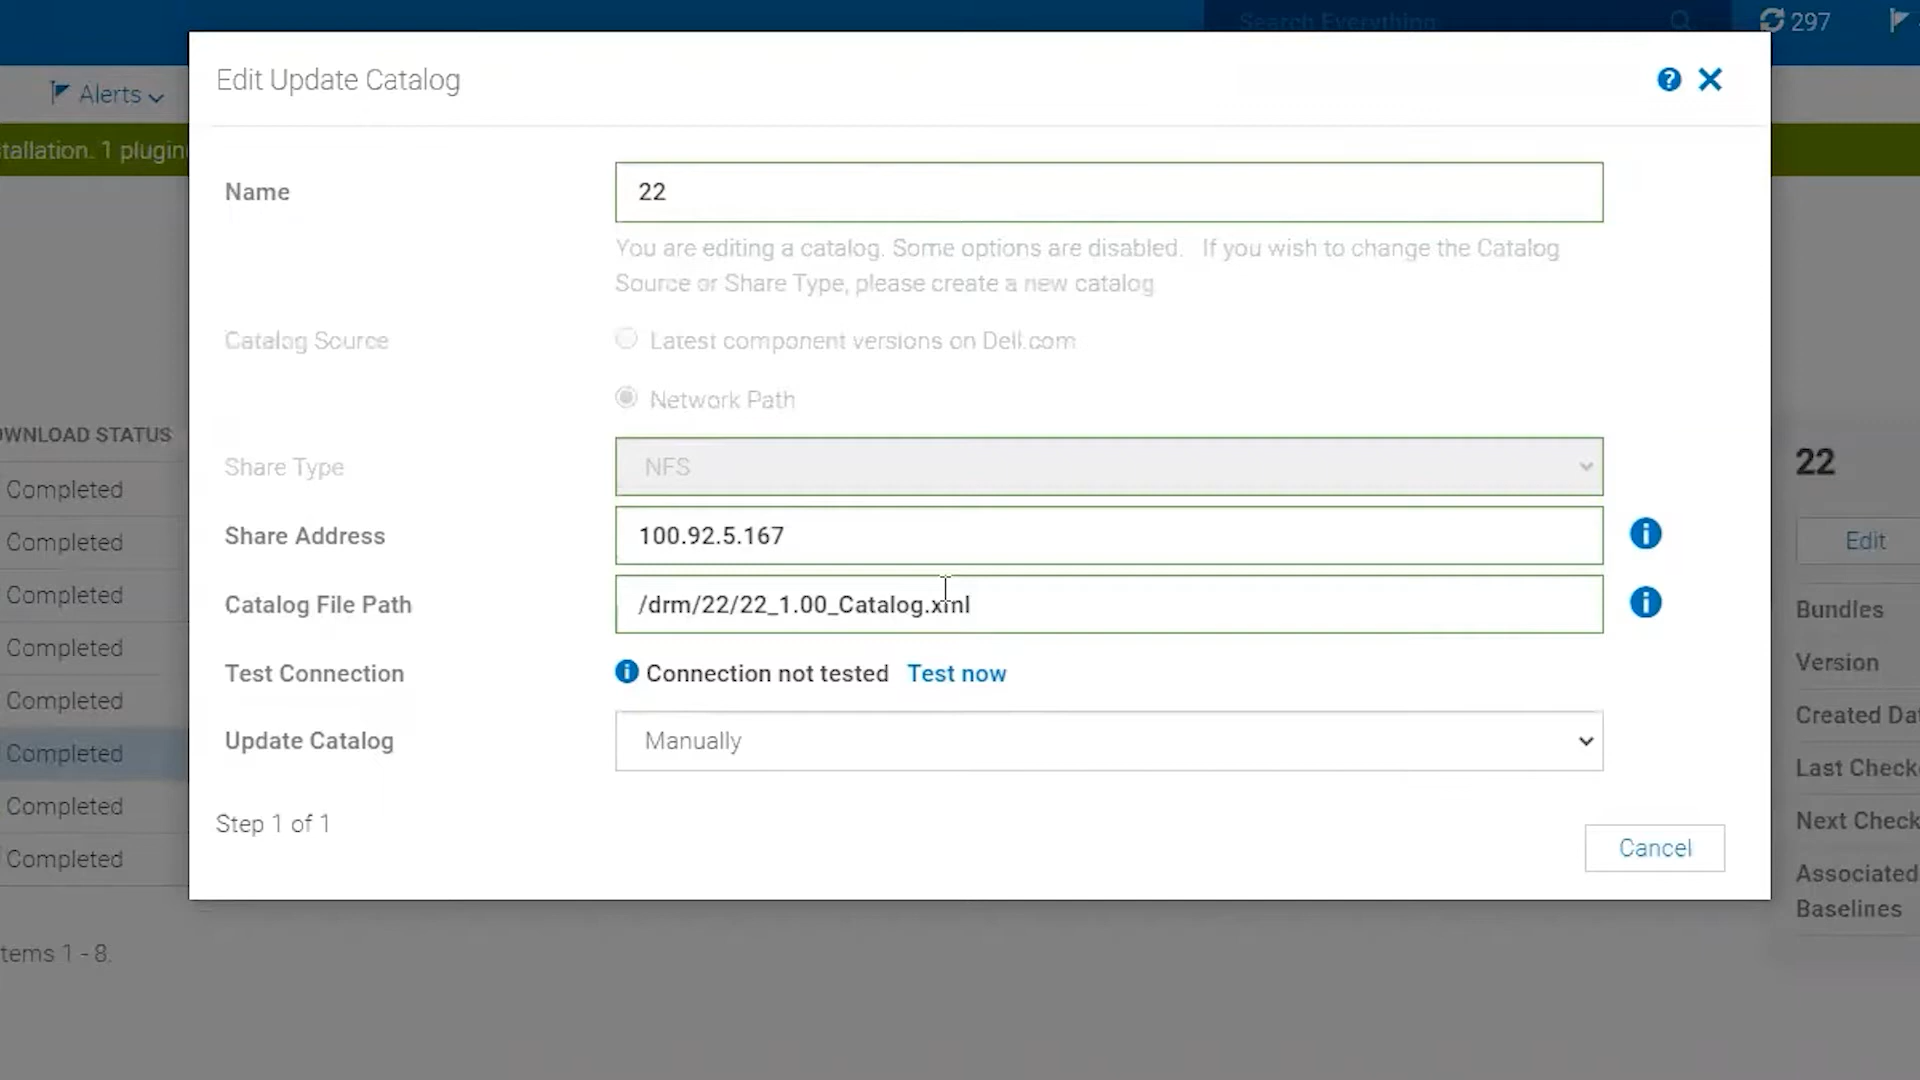 Search Everything
297
Alerts
tallation. 1 plugin
Edit Update Catalog
Name
22
You are editing a catalog. Some options are disabled. If you wish to change the Catalog
Source or Share Type, please create a new catalog
Catalog Source
Latest component versions on Dell.com
Network Path
Share Type
NFS
Share Address
100.92.5.167
Catalog File Path
/drm/22/22_1.00_Catalog.xml
Test Connection
Connection not tested Test now
Update Catalog
Manually
Step 1 of 1
Cancel
OWNLOAD STATUS
Completed
Completed
Completed
Completed
Completed
Completed
Completed
Completed
tems 1 - 8.
22
Edit
Bundles
Version
Created Dat
Last Checke
Next Check
Associated
Baselines